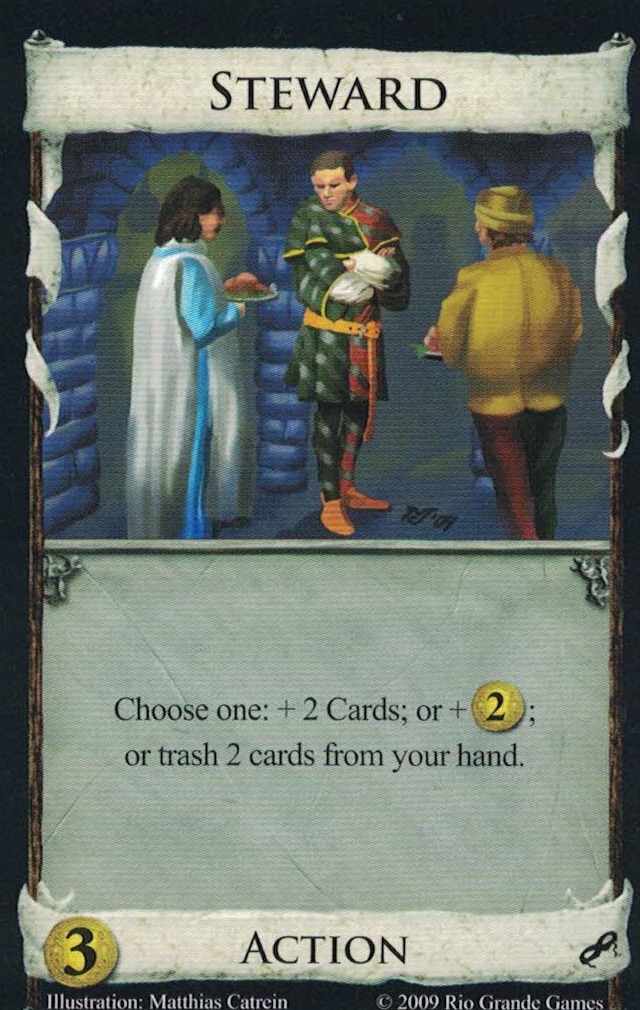 STEWARD
Choose one: + 2 Cards; or + 2 ;
or trash 2 cards from your hand.
3
ACTION
Illustration: Matthias Catrein
© 2009 Rio Grande Games